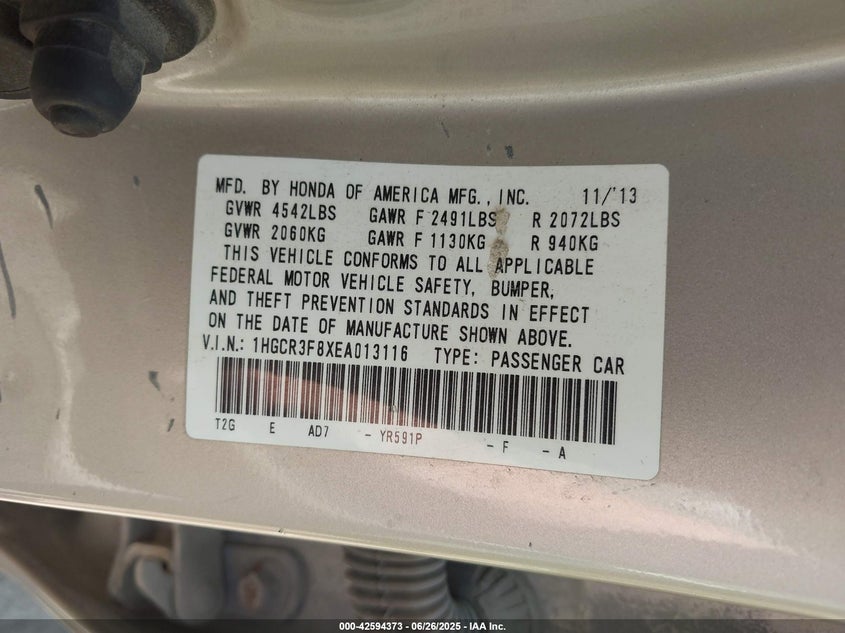 MFD. BY HONDA OF AMERICA MFG., INC. 11/'13
GVWR 4542LBS GAWR F 2491LBS R 2072LBS
GVWR 2060KG GAWR F 1130KG R 940KG
THIS VEHICLE CONFORMS TO ALL APPLICABLE
FEDERAL MOTOR VEHICLE SAFETY, BUMPER,
AND THEFT PREVENTION STANDARDS IN EFFECT
ON THE DATE OF MANUFACTURE SHOWN ABOVE.
V.I.N.: 1HGCR3F8XEA013116 TYPE: PASSENGER CAR
T2G E AD7 - YR591P - F - A
000-42594373 - 06/26/2025 - IAA Inc.